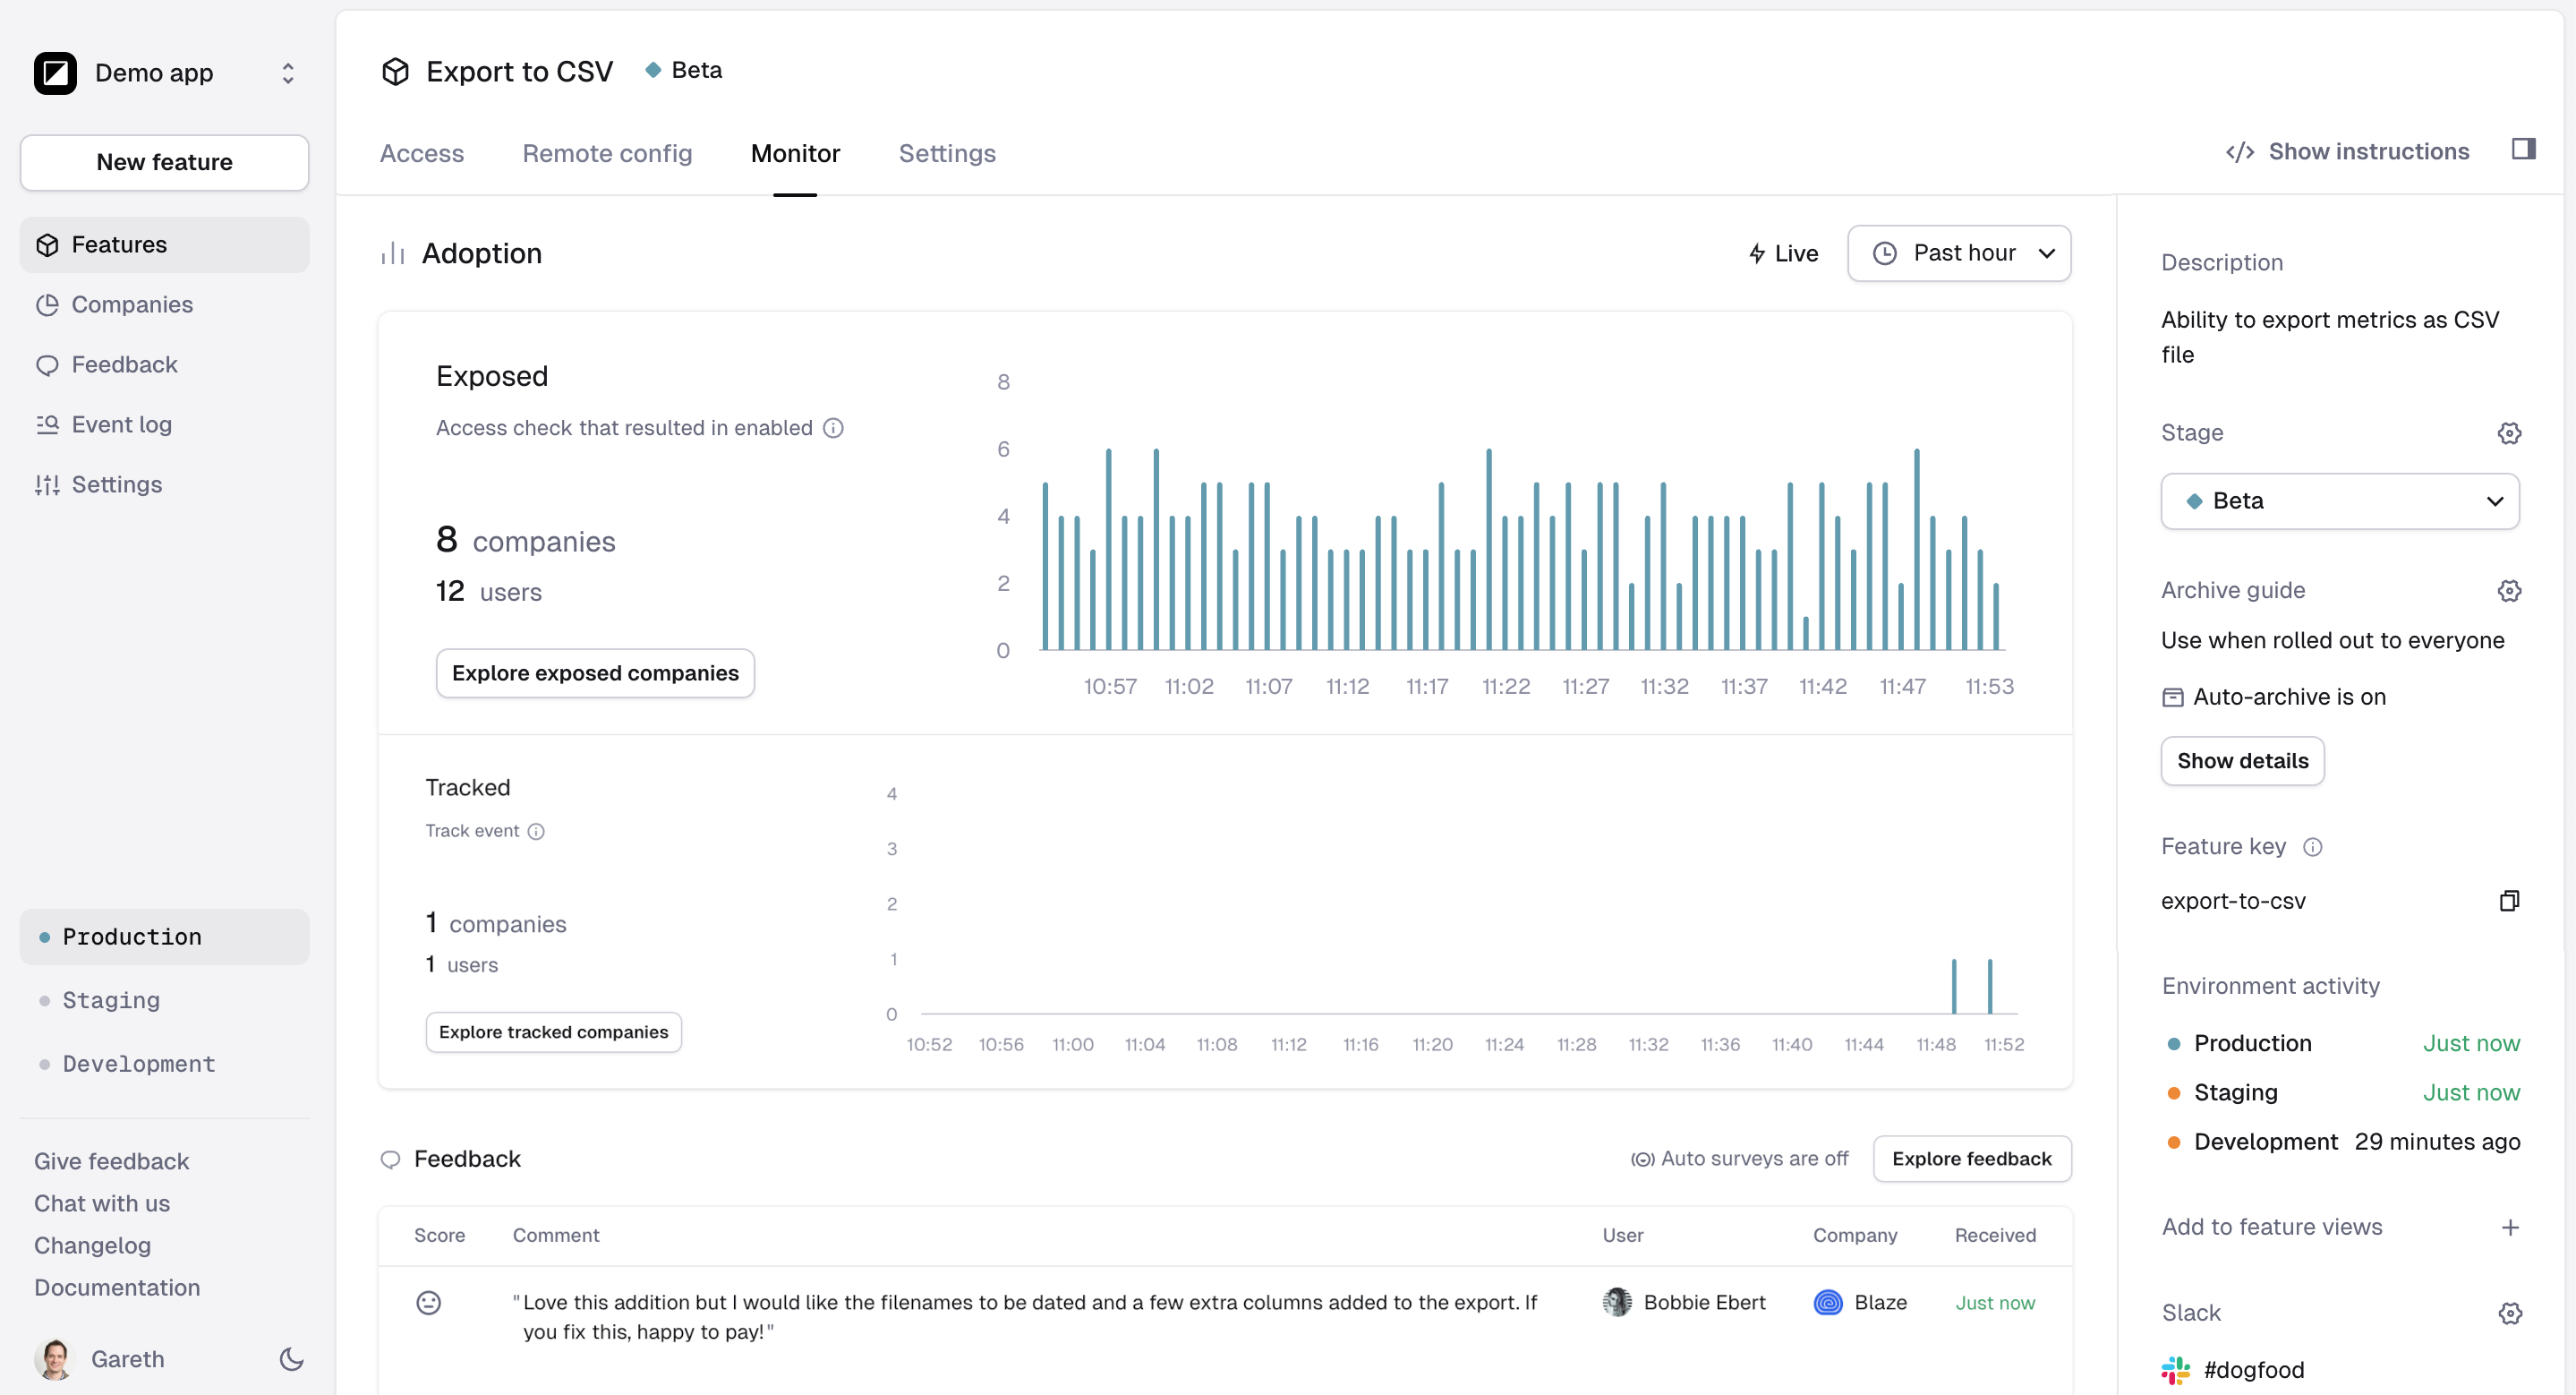 Demo app
New feature
Features
Companies
Feedback
Event log
Settings
Production
Staging
Development
Give feedback
Chat with us
Changelog
Documentation
Gareth
Export to CSV
Beta
Access
Remote config
Monitor
Settings
Show instructions
Adoption
Live
Past hour
Exposed
Access check that resulted in enabled
8 companies
12 users
Explore exposed companies
8
6
4
2
0
10:57 11:02 11:07 11:12 11:17 11:22 11:27 11:32 11:37 11:42 11:47 11:53
Tracked
Track event
1 companies
1 users
Explore tracked companies
4
3
2
1
0
10:52 10:56 11:00 11:04 11:08 11:12 11:16 11:20 11:24 11:28 11:32 11:36 11:40 11:44 11:48 11:52
Feedback
Auto surveys are off
Explore feedback
Score Comment User Company Received
"Love this addition but I would like the filenames to be dated and a few extra columns added to the export. If
you fix this, happy to pay!"
Bobbie Ebert
Blaze
Just now
Description
Ability to export metrics as CSV
file
Stage
Beta
Archive guide
Use when rolled out to everyone
Auto-archive is on
Show details
Feature key
export-to-csv
Environment activity
Production Just now
Staging Just now
Development 29 minutes ago
Add to feature views
Slack
#dogfood